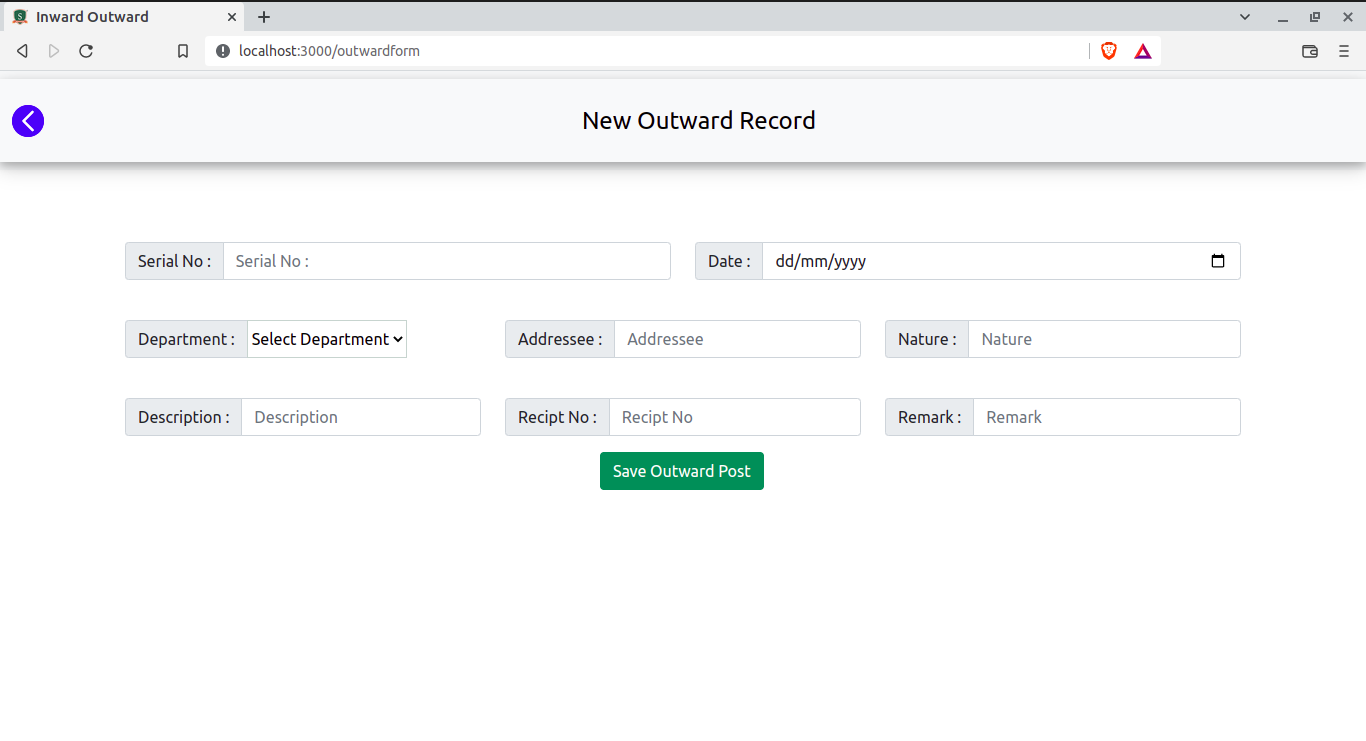 Inward Outward
localhost:3000/outwardform
New Outward Record
Serial No : Serial No : Date : dd/mm/yyyy
Department : Select Department Addressee : Addressee Nature : Nature
Description : Description Recipt No : Recipt No Remark : Remark
Save Outward Post